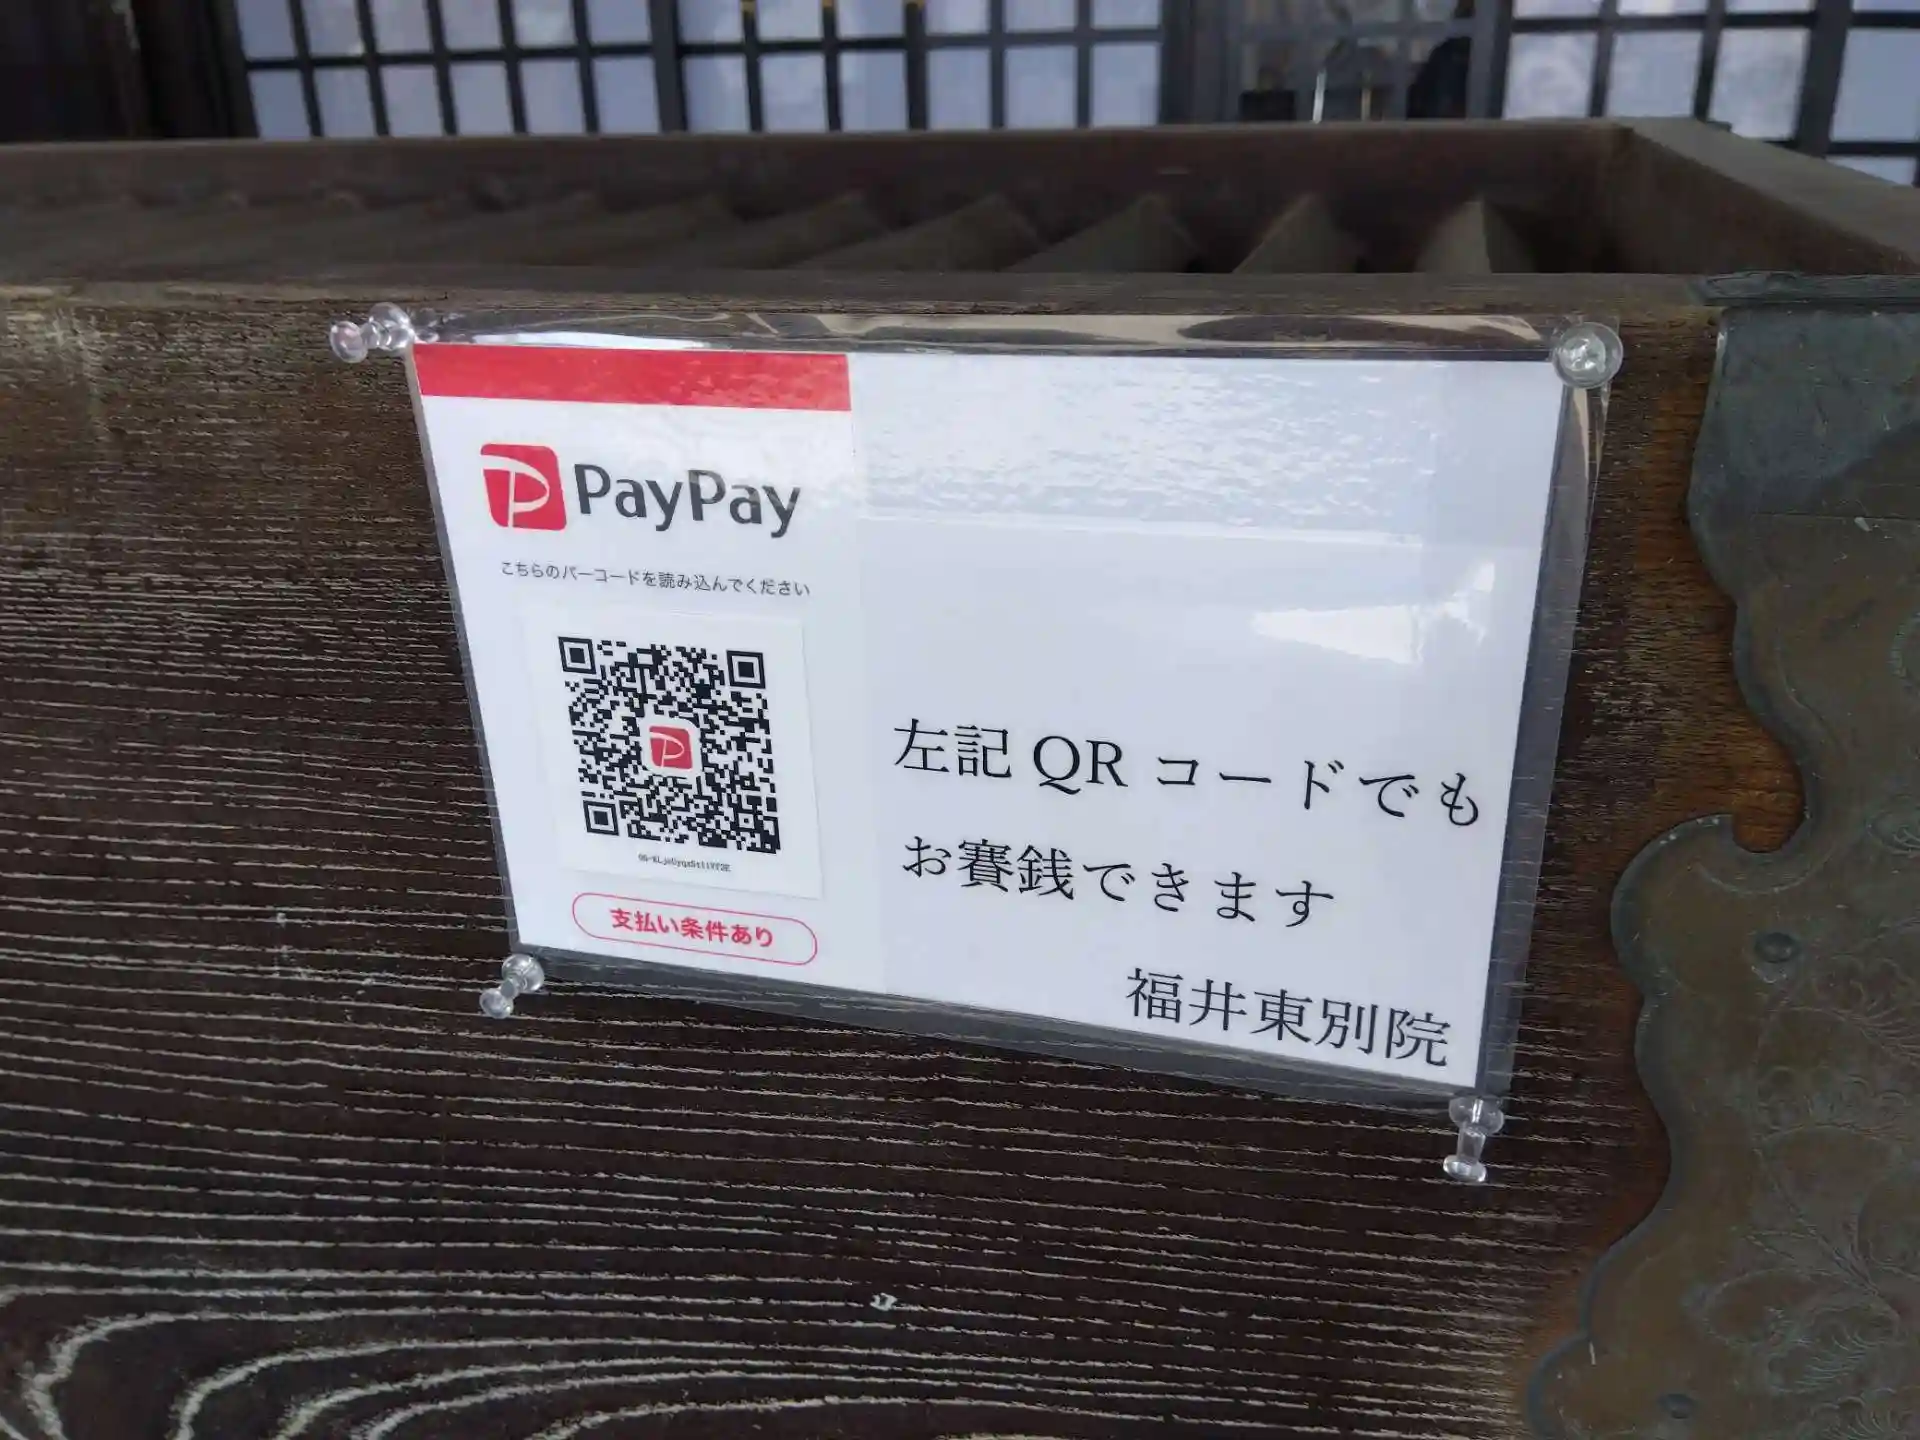 PayPay
こちらのバーコードを読み込んでください
支払い条件あり
左記 QR コードでも
お賽銭できます
福井東別院